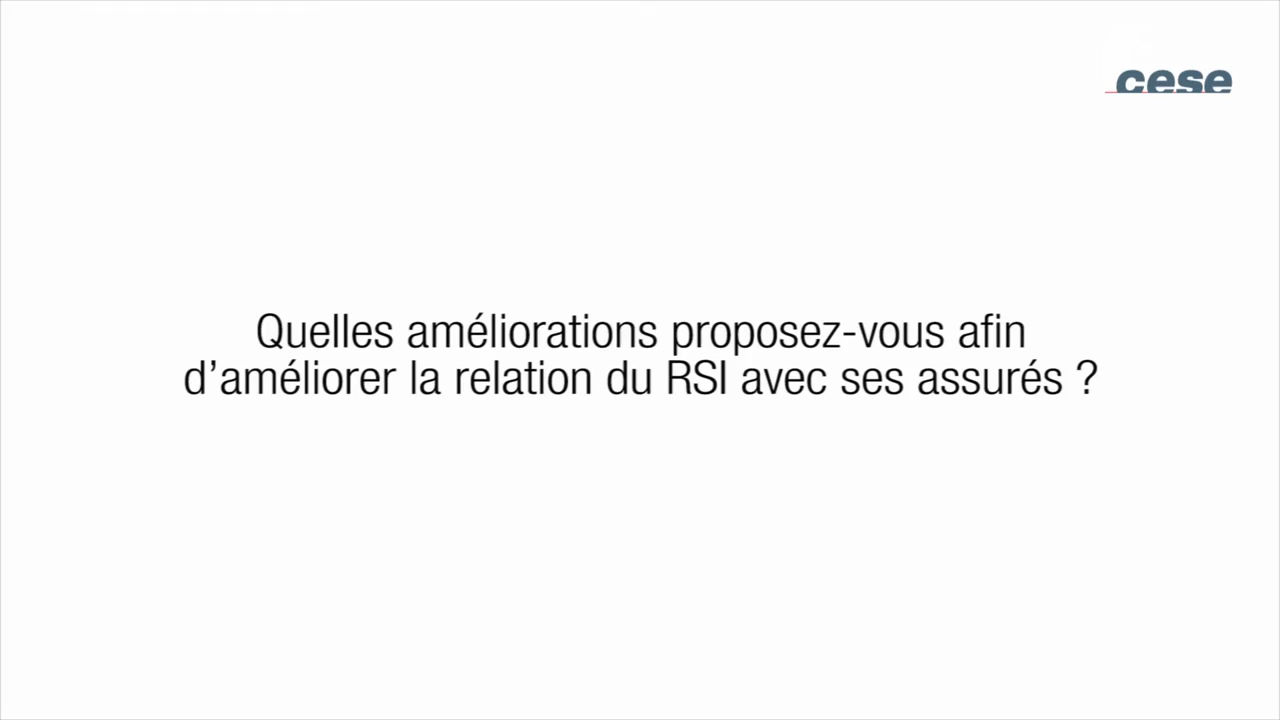 cese
Quelles améliorations proposez-vous afin
d’améliorer la relation du RSI avec ses assurés ?